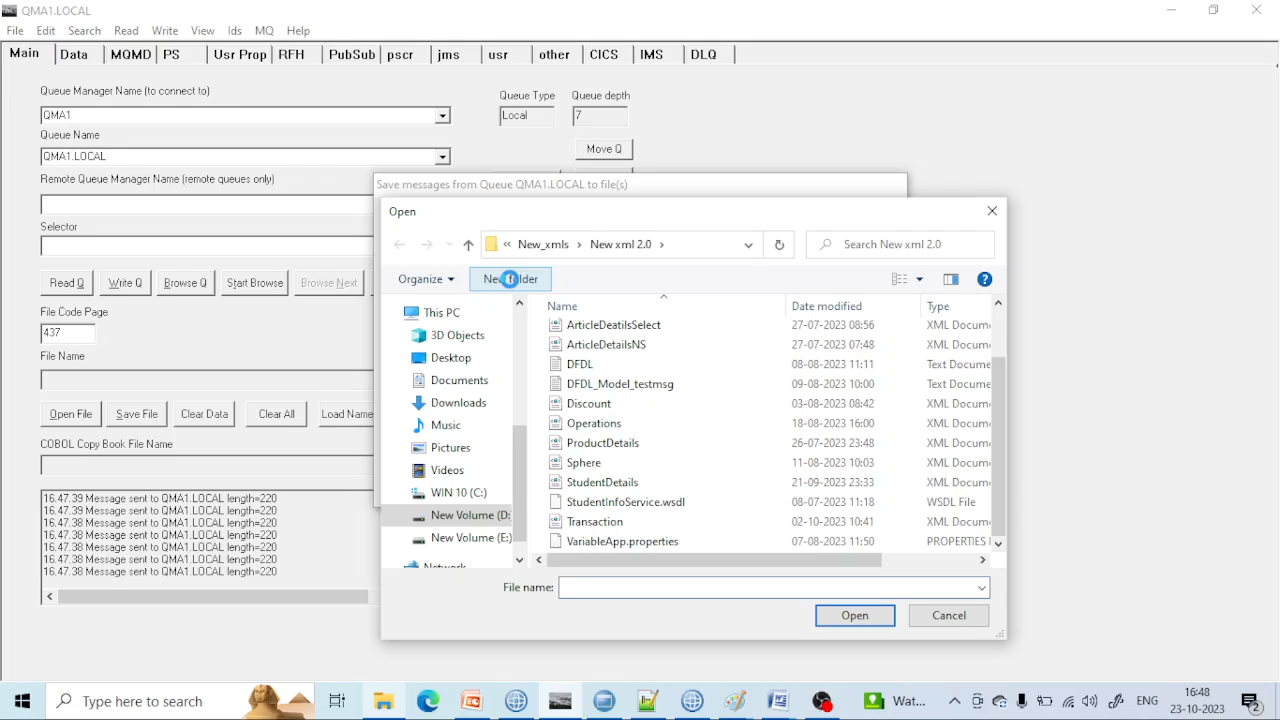 QMA1.LOCAL
File Edit Search Read Write View Ids MQ Help
Main Data MQMD PS Usr Prop RFH PubSub pscr jms usr other CICS IMS DLQ
Queue Manager Name (to connect to)
Queue Type Queue depth
QMA1
Local 7
Queue Name
Move Q
QMA1.LOCAL
Remote Queue Manager Name (remote queues only)
Save messages from Queue QMA1.LOCAL to file(s)
Selector
Read Q Write Q Browse Q Start Browse Browse Next
File Code Page
437
File Name
Open File Save File Clear Data Clear All Load Name
COBOL Copy Book File Name
16.47.39 Message sent to QMA1.LOCAL length=220
16.47.39 Message sent to QMA1.LOCAL length=220
16.47.38 Message sent to QMA1.LOCAL length=220
16.47.38 Message sent to QMA1.LOCAL length=220
16.47.38 Message sent to QMA1.LOCAL length=220
16.47.38 Message sent to QMA1.LOCAL length=220
16.47.38 Message sent to QMA1.LOCAL length=220
Open
« New_xmls › New xml 2.0 ›
Search New xml 2.0
Organize New folder
This PC
3D Objects
Desktop
Documents
Downloads
Music
Pictures
Videos
WIN 10 (C:)
New Volume (D:
New Volume (E:)
Network
Name Date modified Type
ArticleDeatilsSelect 27-07-2023 08:56 XML Docum
ArticleDetailsNS 27-07-2023 07:48 XML Docum
DFDL 08-08-2023 11:11 Text Docume
DFDL_Model_testmsg 09-08-2023 10:00 Text Docume
Discount 03-08-2023 08:42 XML Docum
Operations 18-08-2023 16:00 XML Docum
ProductDetails 26-07-2023 23:48 XML Docum
Sphere 11-08-2023 10:03 XML Docum
StudentDetails 21-09-2023 23:33 XML Docum
StudentInfoService.wsdl 08-07-2023 11:18 WSDL File
Transaction 02-10-2023 10:41 XML Docum
VariableApp.properties 07-08-2023 11:50 PROPERTIES
File name:
Open Cancel
Type here to search
Wat...
ENG
16:48
23-10-2023
2